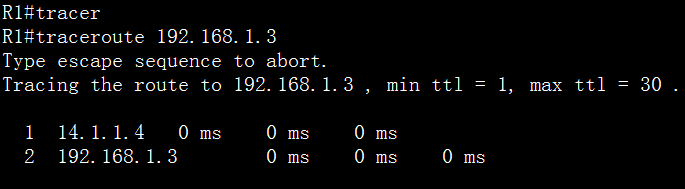 R1#tracer
R1#traceroute 192.168.1.3
Type escape sequence to abort.
Tracing the route to 192.168.1.3 , min ttl = 1, max ttl = 30 .
1 14.1.1.4 0 ms 0 ms 0 ms
2 192.168.1.3 0 ms 0 ms 0 ms